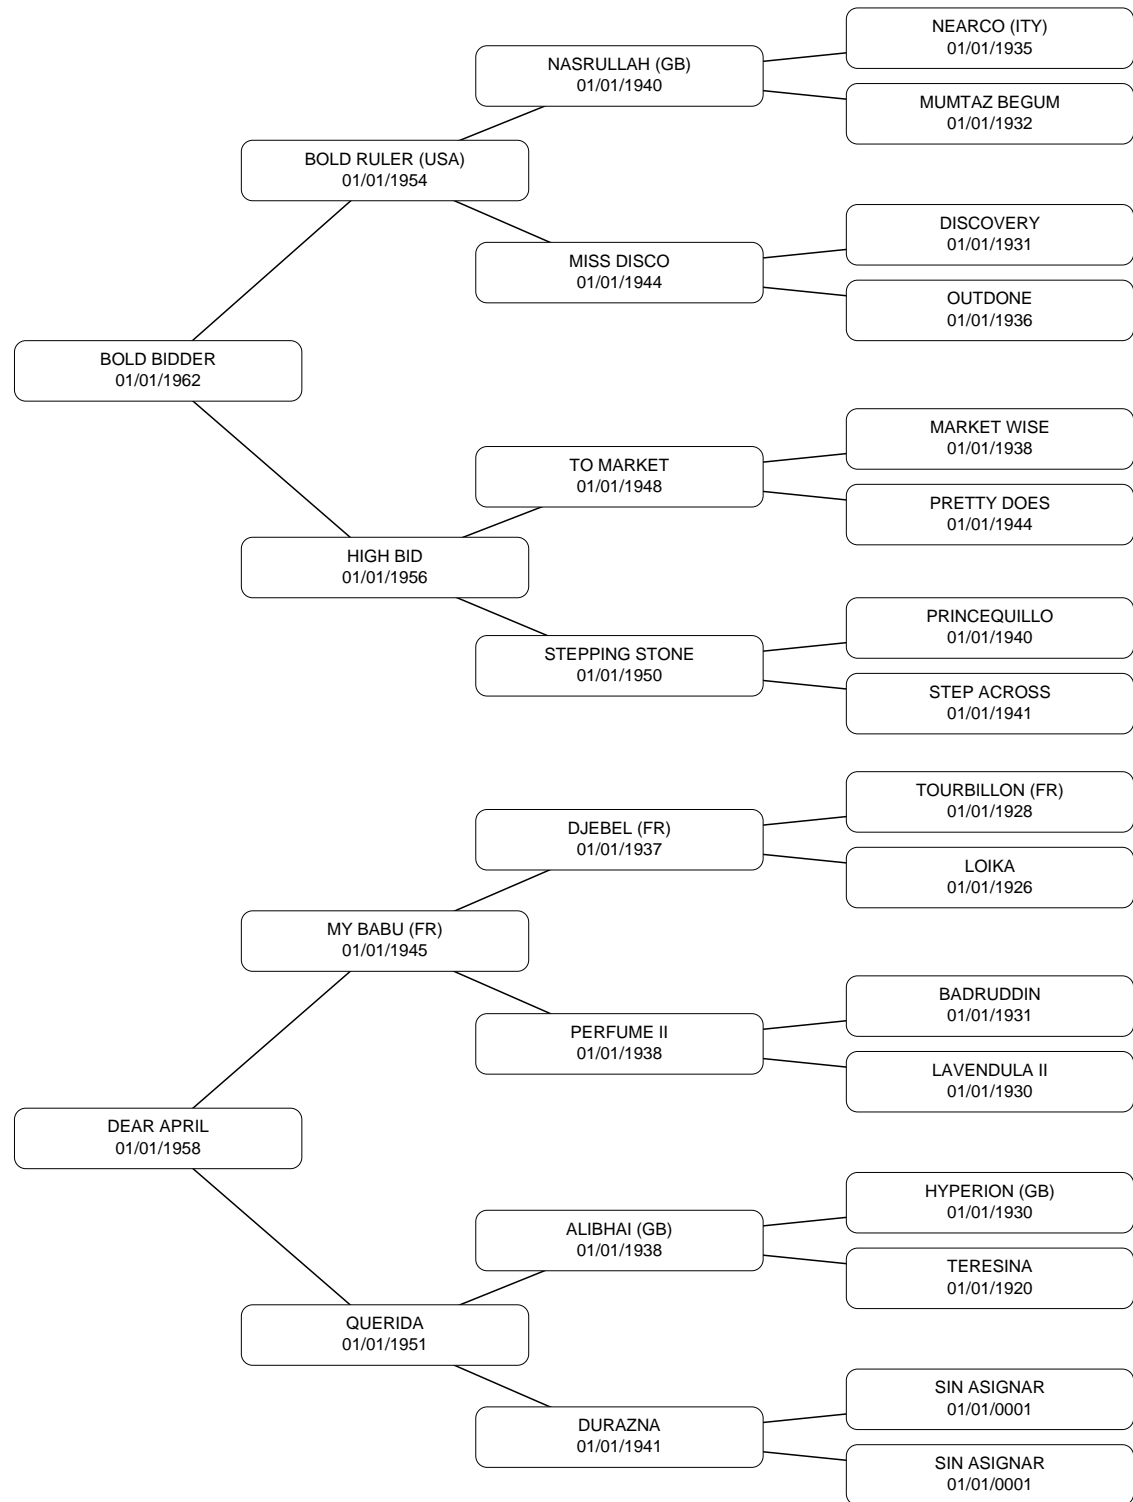 NEARCO (ITY)
01/01/1935
NASRULLAH (GB)
01/01/1940
MUMTAZ BEGUM
01/01/1932
BOLD RULER (USA)
01/01/1954
DISCOVERY
01/01/1931
MISS DISCO
01/01/1944
OUTDONE
01/01/1936
BOLD BIDDER
01/01/1962
MARKET WISE
01/01/1938
TO MARKET
01/01/1948
PRETTY DOES
01/01/1944
HIGH BID
01/01/1956
PRINCEQUILLO
01/01/1940
STEPPING STONE
01/01/1950
STEP ACROSS
01/01/1941
TOURBILLON (FR)
01/01/1928
DJEBEL (FR)
01/01/1937
LOIKA
01/01/1926
MY BABU (FR)
01/01/1945
BADRUDDIN
01/01/1931
PERFUME II
01/01/1938
LAVENDULA II
01/01/1930
DEAR APRIL
01/01/1958
HYPERION (GB)
01/01/1930
ALIBHAI (GB)
01/01/1938
TERESINA
01/01/1920
QUERIDA
01/01/1951
SIN ASIGNAR
01/01/0001
DURAZNA
01/01/1941
SIN ASIGNAR
01/01/0001